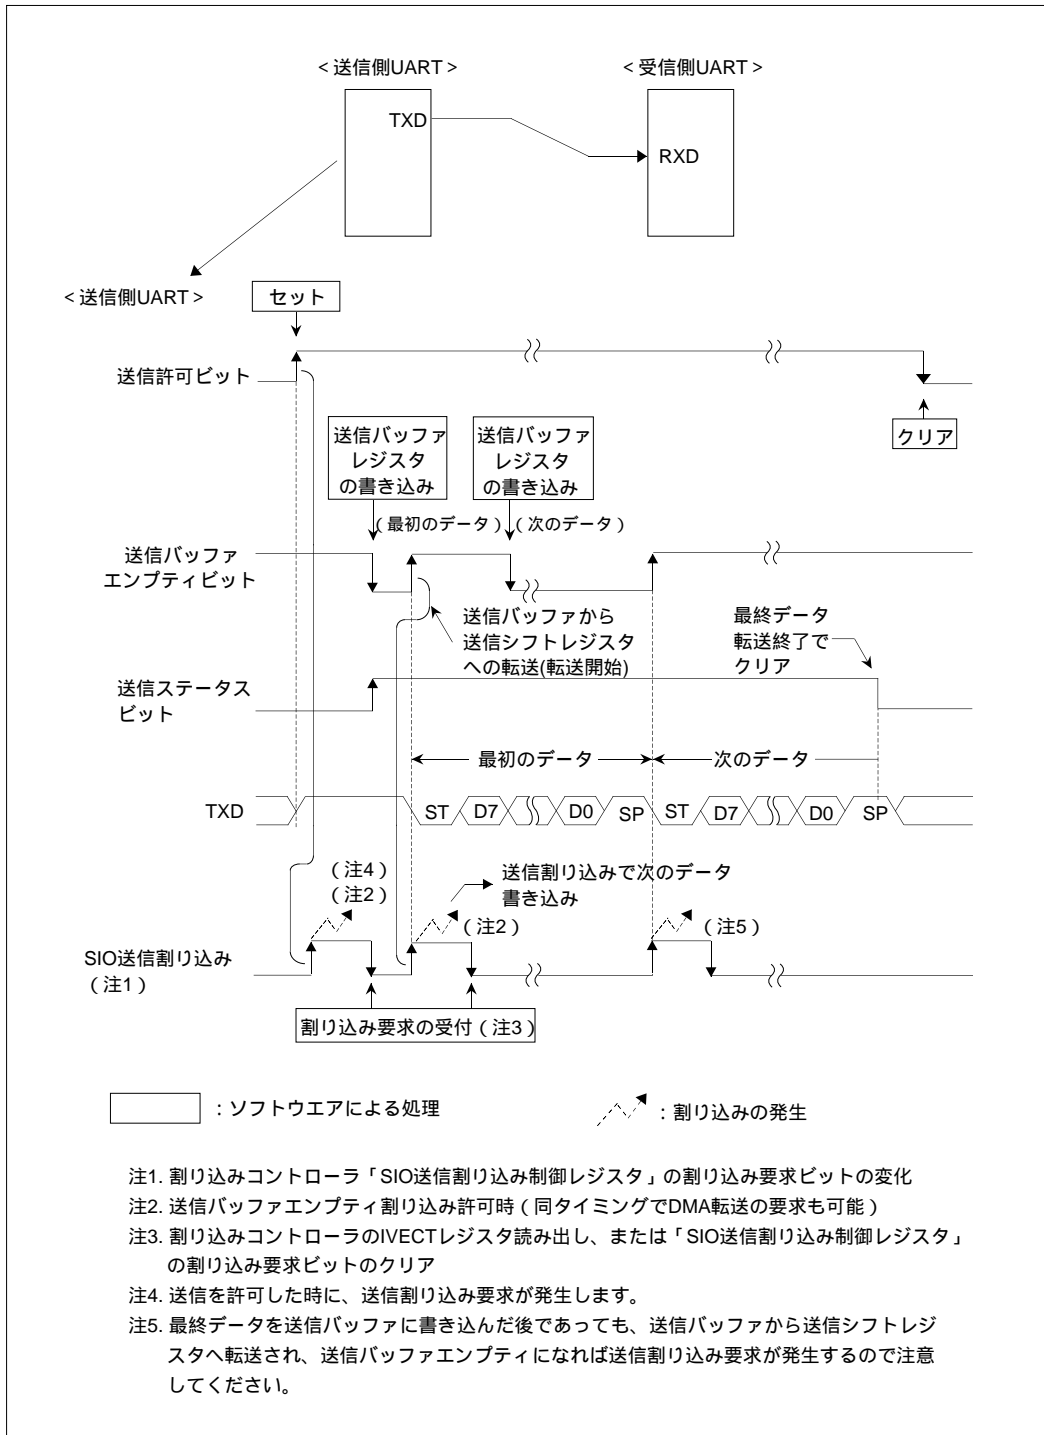 ＜送信側UART＞
＜受信側UART＞
TXD
RXD
＜送信側UART＞
セット
送信許可ビット
送信バッファ
レジスタ
の書き込み
送信バッファ
レジスタ
の書き込み
クリア
（最初のデータ）
（次のデータ）
送信バッファ
エンプティビット
送信バッファから
送信シフトレジスタ
への転送(転送開始)
最終データ
転送終了で
クリア
送信ステータス
ビット
最初のデータ
次のデータ
TXD
ST
D7
D0
SP
ST
D7
D0
SP
（注4）
（注2）
送信割り込みで次のデータ
書き込み
（注2）
（注5）
SIO送信割り込み
（注1）
割り込み要求の受付（注3）
：ソフトウエアによる処理
：割り込みの発生
注1. 割り込みコントローラ「SIO送信割り込み制御レジスタ」の割り込み要求ビットの変化
注2. 送信バッファエンプティ割り込み許可時（同タイミングでDMA転送の要求も可能）
注3. 割り込みコントローラのIVECTレジスタ読み出し、または「SIO送信割り込み制御レジスタ」
の割り込み要求ビットのクリア
注4. 送信を許可した時に、送信割り込み要求が発生します。
注5. 最終データを送信バッファに書き込んだ後であっても、送信バッファから送信シフトレジ
スタへ転送され、送信バッファエンプティになれば送信割り込み要求が発生するので注意
してください。